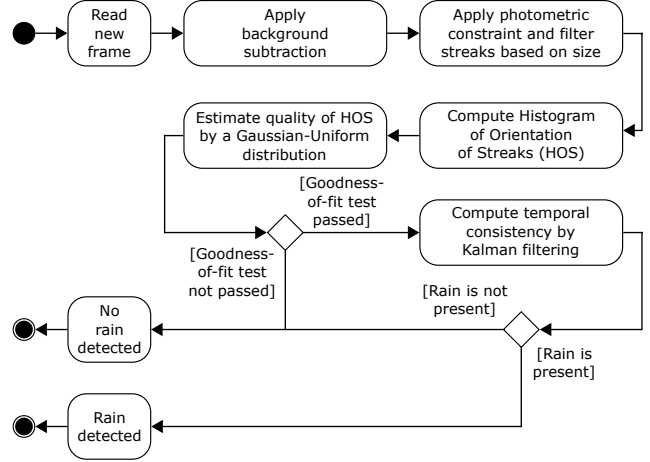 Read
new
frame
Apply
background
subtraction
Apply photometric
constraint and filter
streaks based on size
Estimate quality of HOS
by a Gaussian-Uniform
distribution
Compute Histogram
of Orientation
of Streaks (HOS)
[Goodness-
of-fit test
passed]
Compute temporal
consistency by
Kalman filtering
[Goodness-
of-fit test
not passed]
[Rain is not
present]
No
rain
detected
[Rain is
present]
Rain
detected